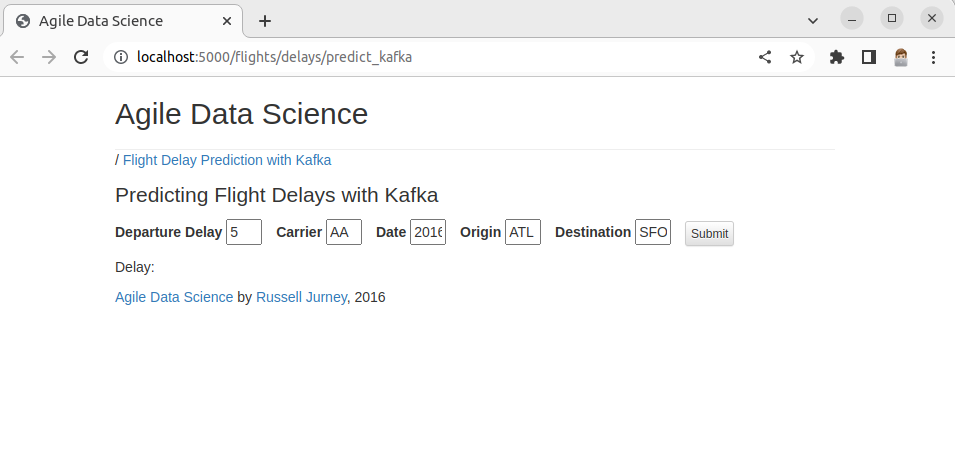 Agile Data Science
localhost:5000/flights/delays/predict_kafka
Agile Data Science
/ Flight Delay Prediction with Kafka
Predicting Flight Delays with Kafka
Departure Delay 5 Carrier AA Date 2016 Origin ATL Destination SFO Submit
Delay:
Agile Data Science by Russell Jurney, 2016